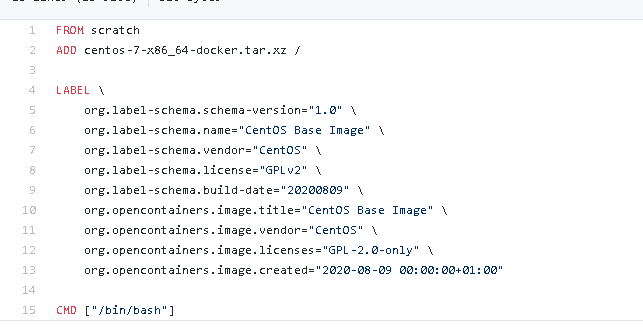 1 FROM scratch
2 ADD centos-7-x86_64-docker.tar.xz /
3
4 LABEL \
5 org.label-schema.schema-version="1.0" \
6 org.label-schema.name="CentOS Base Image" \
7 org.label-schema.vendor="CentOS" \
8 org.label-schema.license="GPLv2" \
9 org.label-schema.build-date="20200809" \
10 org.opencontainers.image.title="CentOS Base Image" \
11 org.opencontainers.image.vendor="CentOS" \
12 org.opencontainers.image.licenses="GPL-2.0-only" \
13 org.opencontainers.image.created="2020-08-09 00:00:00+01:00"
14
15 CMD ["/bin/bash"]